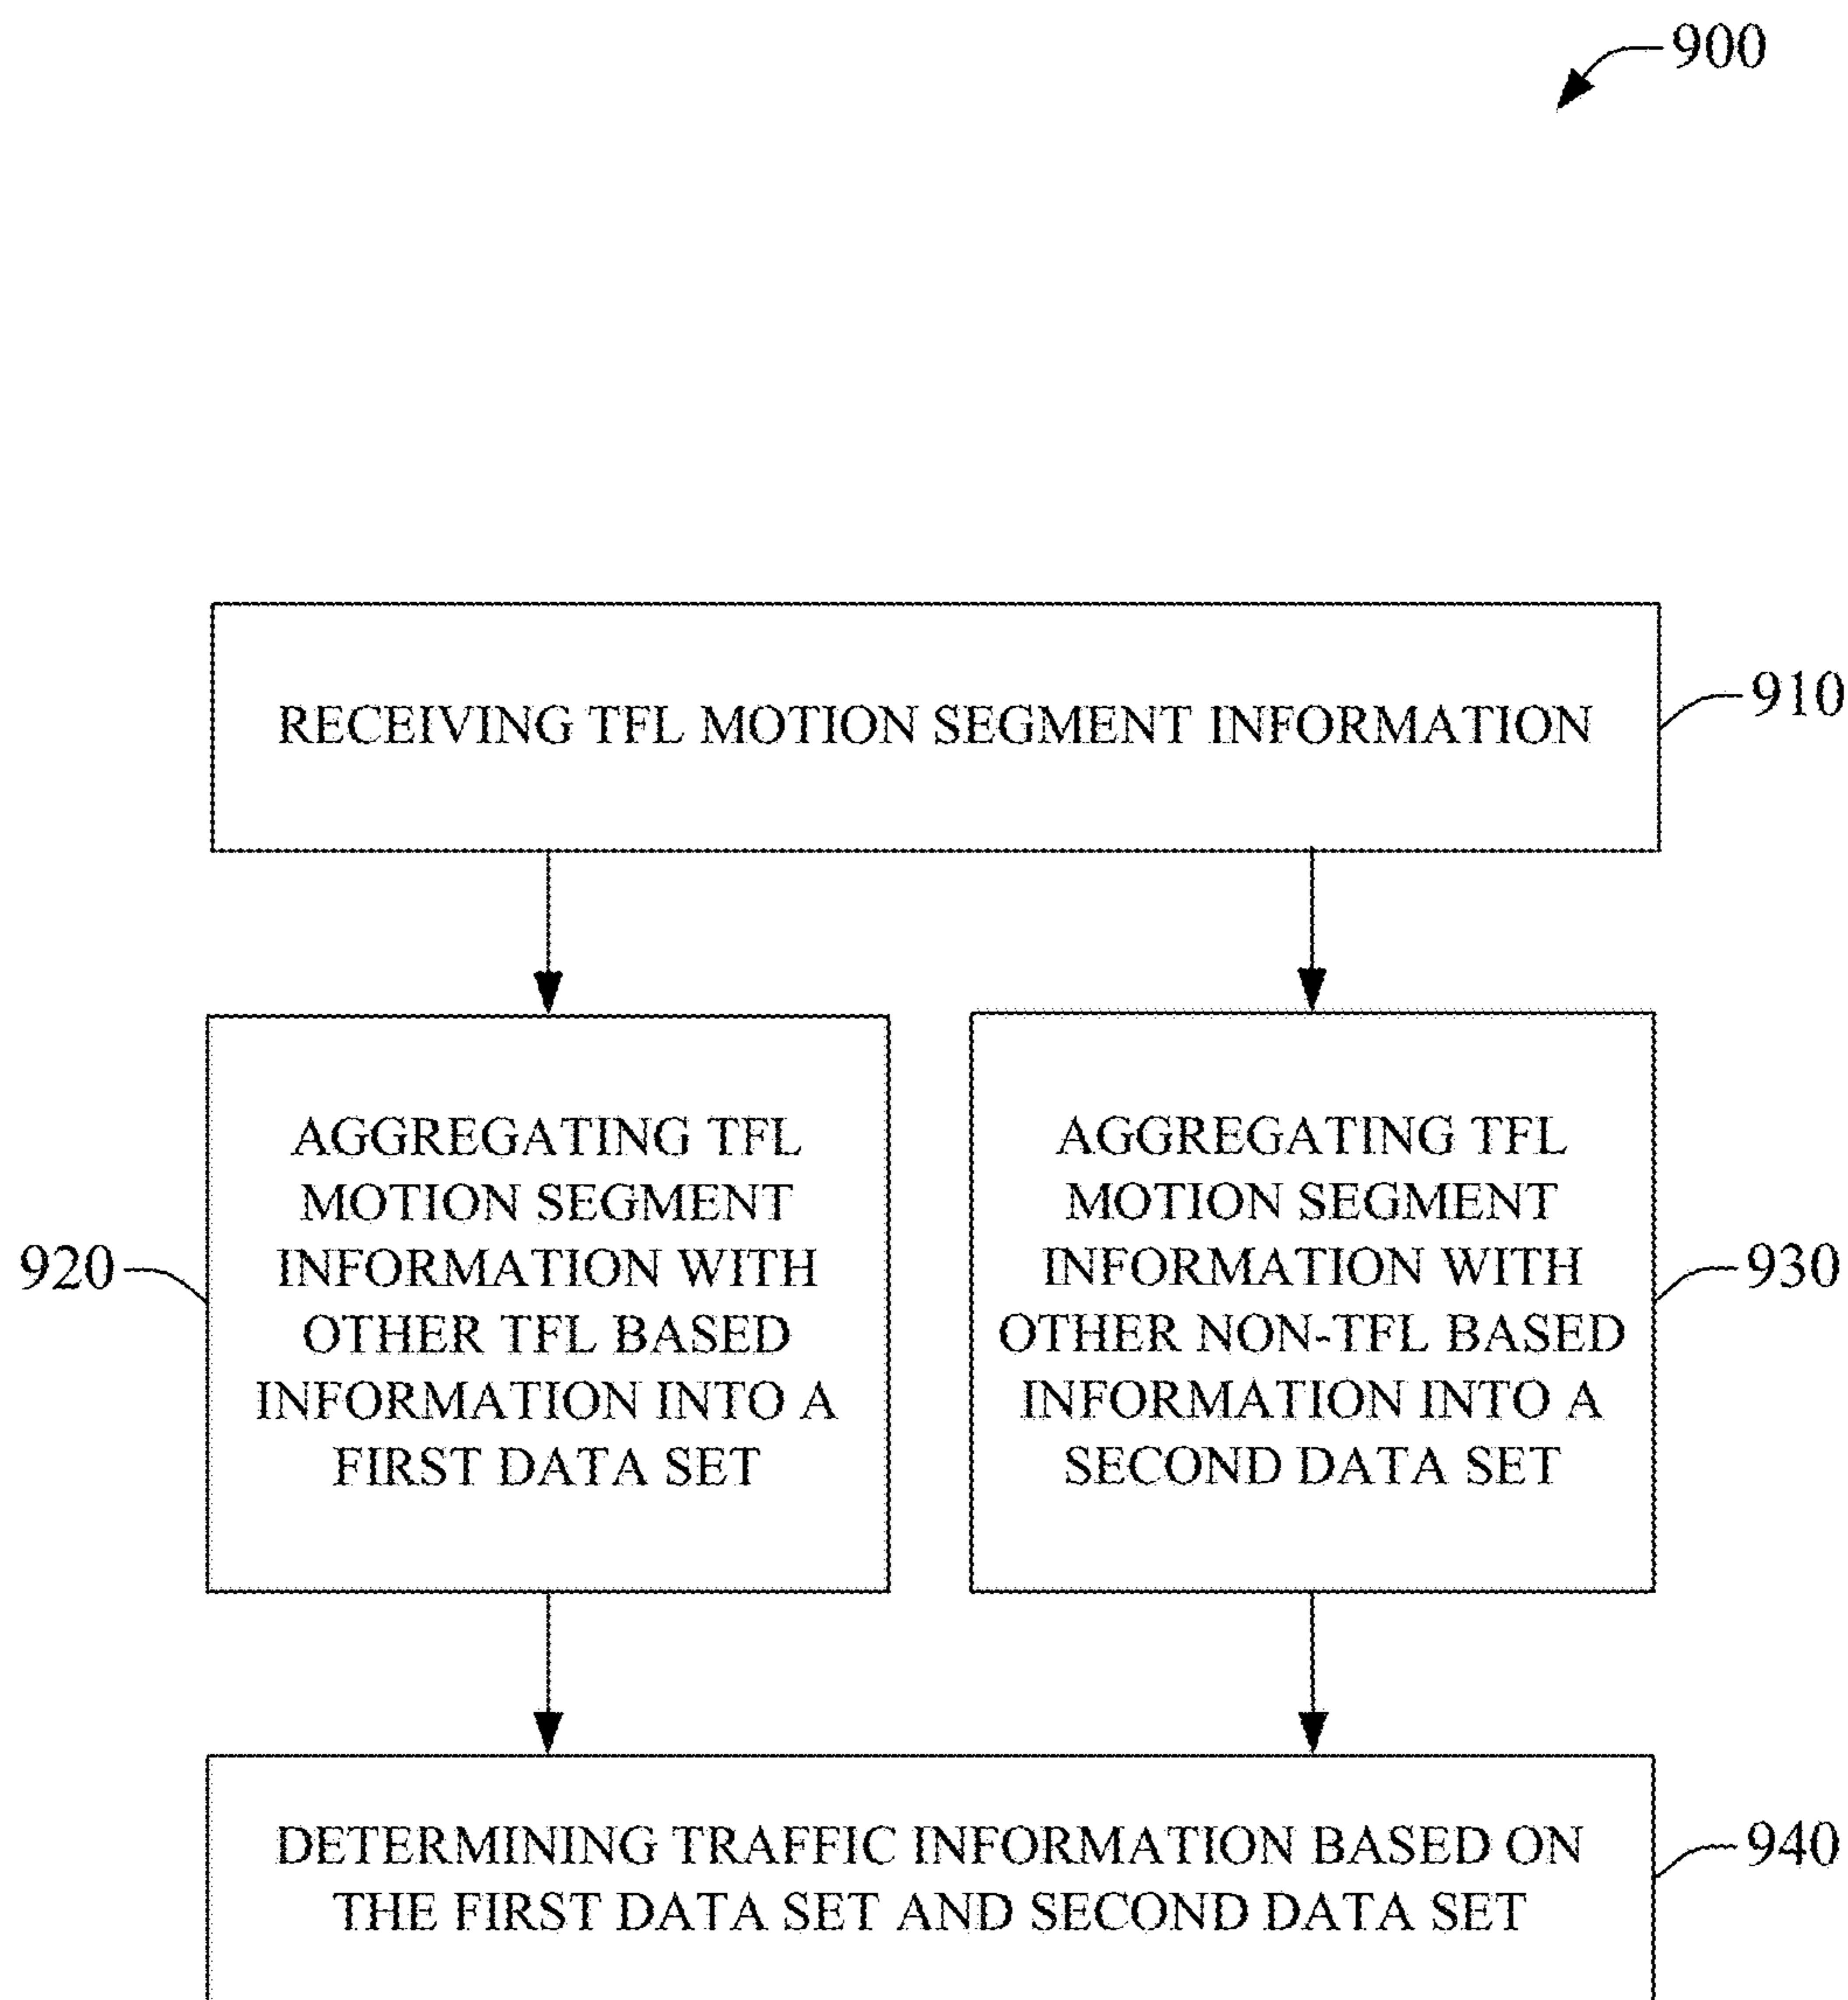 900
RECEIVING TFL MOTION SEGMENT INFORMATION
910
AGGREGATING TFL
MOTION SEGMENT
INFORMATION WITH
OTHER TFL BASED
INFORMATION INTO A
FIRST DATA SET
920
AGGREGATING TFL
MOTION SEGMENT
INFORMATION WITH
OTHER NON-TFL BASED
INFORMATION INTO A
SECOND DATA SET
930
DETERMINING TRAFFIC INFORMATION BASED ON
THE FIRST DATA SET AND SECOND DATA SET
940